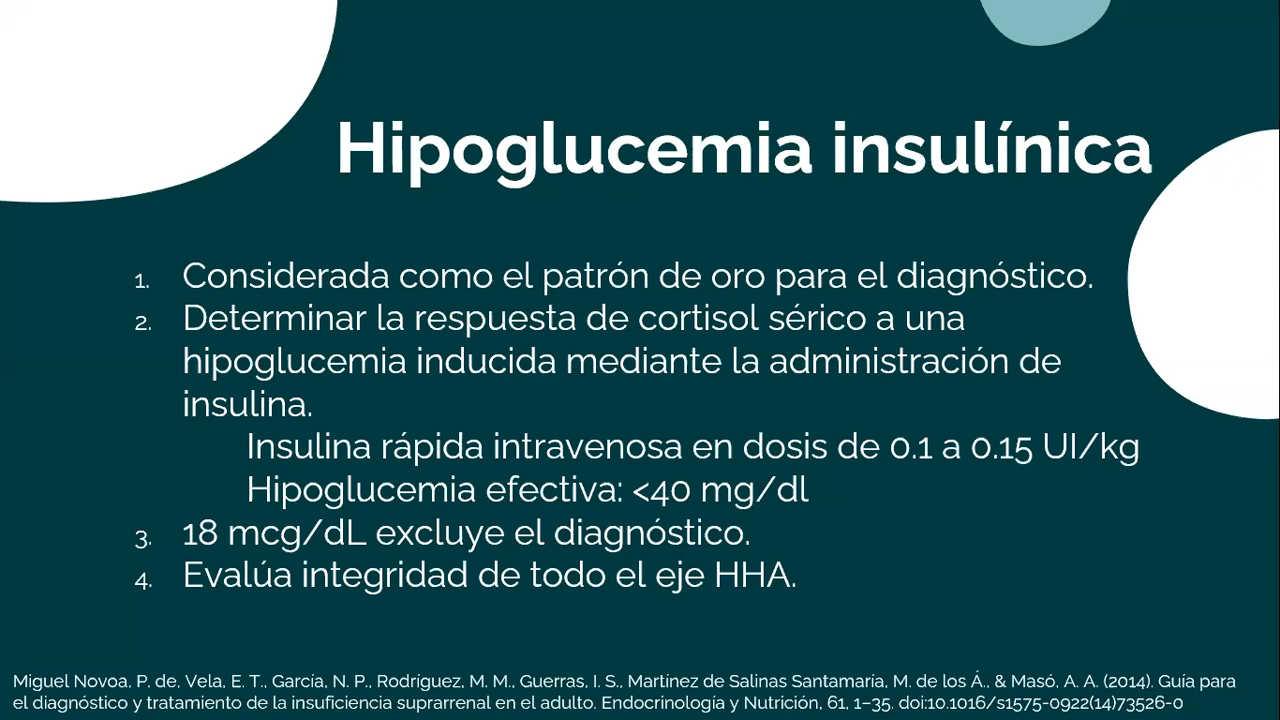 Hipoglucemia insulínica
1. Considerada como el patrón de oro para el diagnóstico.
2. Determinar la respuesta de cortisol sérico a una
hipoglucemia inducida mediante la administración de
insulina.
Insulina rápida intravenosa en dosis de 0.1 a 0.15 UI/kg
Hipoglucemia efectiva: <40 mg/dl
3. 18 mcg/dL excluye el diagnóstico.
4. Evalúa integridad de todo el eje HHA.
Miguel Novoa, P. de, Vela, E. T., García, N. P., Rodríguez, M. M., Guerras, I. S., Martínez de Salinas Santamaría, M. de los Á., & Masó, A. A. (2014). Guía para
el diagnóstico y tratamiento de la insuficiencia suprarrenal en el adulto. Endocrinología y Nutrición, 61, 1–35. doi:10.1016/s1575-0922(14)73526-0